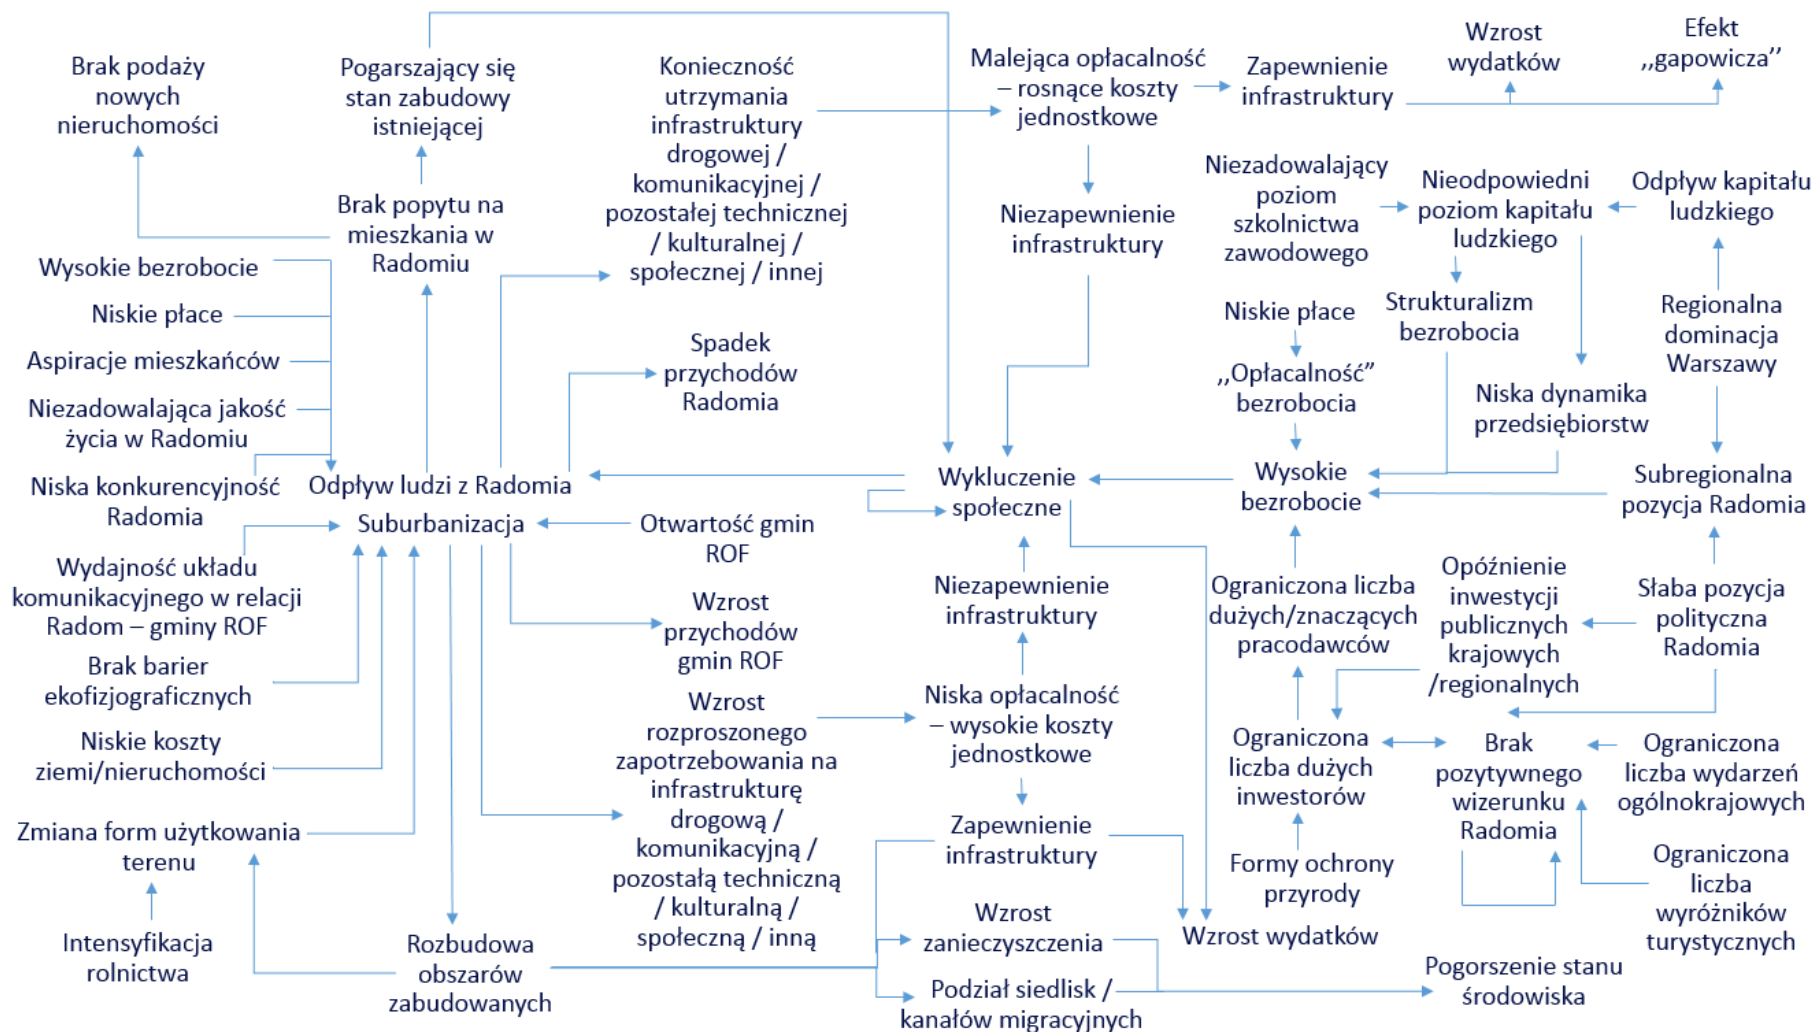 Brak podaży
nowych
nieruchomości
Pogarszający się
stan zabudowy
istniejącej
Konieczność
utrzymania
infrastruktury
drogowej /
komunikacyjnej /
pozostałej technicznej
/ kulturalnej /
społecznej / innej
Malejąca opłacalność
– rosnące koszty
jednostkowe
Zapewnienie
infrastruktury
Wzrost
wydatków
Efekt
,,gapowicza’’
Brak popytu na
mieszkania w
Radomiu
Niezapewnienie
infrastruktury
Niezadowalający
poziom
szkolnictwa
zawodowego
Nieodpowiedni
poziom kapitału
ludzkiego
Odpływ kapitału
ludzkiego
Wysokie bezrobocie
Niskie płace
Aspiracje mieszkańców
Niezadowalająca jakość
życia w Radomiu
Niska konkurencyjność
Radomia
Spadek
przychodów
Radomia
Niskie płace
,,Opłacalność”
bezrobocia
Strukturalizm
bezrobocia
Regionalna
dominacja
Warszawy
Niska dynamika
przedsiębiorstw
Odpływ ludzi z Radomia
Suburbanizacja
Otwartość gmin
ROF
Wykluczenie
społeczne
Wysokie
bezrobocie
Subregionalna
pozycja Radomia
Wydajność układu
komunikacyjnego w relacji
Radom – gminy ROF
Brak barier
ekofizjograficznych
Niskie koszty
ziemi/nieruchomości
Zmiana form użytkowania
terenu
Intensyfikacja
rolnictwa
Rozbudowa
obszarów
zabudowanych
Wzrost
przychodów
gmin ROF
Wzrost
rozproszonego
zapotrzebowania na
infrastrukturę
drogową /
komunikacyjną /
pozostałą techniczną
/ kulturalną /
społeczną / inną
Niezapewnienie
infrastruktury
Niska opłacalność
– wysokie koszty
jednostkowe
Zapewnienie
infrastruktury
Wzrost
zanieczyszczenia
Podział siedlisk /
kanałów migracyjnych
Wzrost wydatków
Pogorszenie stanu
środowiska
Ograniczona liczba
dużych/znaczących
pracodawców
Opóźnienie
inwestycji
publicznych
krajowych
/regionalnych
Słaba pozycja
polityczna
Radomia
Ograniczona
liczba dużych
inwestorów
Brak
pozytywnego
wizerunku
Radomia
Ograniczona
liczba wydarzeń
ogólnokrajowych
Formy ochrony
przyrody
Ograniczona
liczba
wyróżników
turystycznych